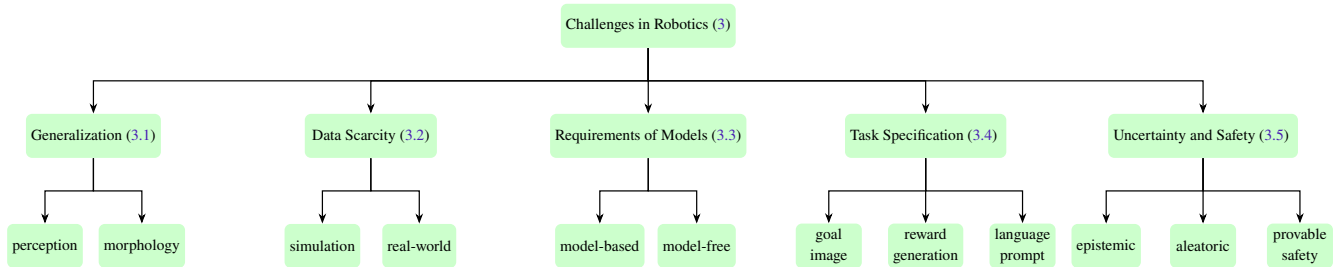 Challenges in Robotics (3)
Generalization (3.1)
Data Scarcity (3.2)
Requirements of Models (3.3)
Task Specification (3.4)
Uncertainty and Safety (3.5)
perception
morphology
simulation
real-world
model-based
model-free
goal
image
reward
generation
language
prompt
epistemic
aleatoric
provable
safety